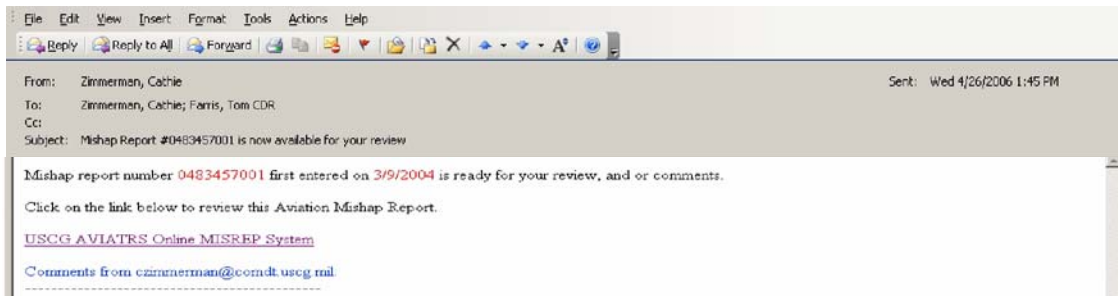 File Edit View Insert Format Tools Actions Help
Reply Reply to All Forward
From: Zimmerman, Cathie Sent: Wed 4/26/2006 1:45 PM
To: Zimmerman, Cathie; Farris, Tom CDR
Cc:
Subject: Mishap Report #0483457001 is now available for your review
Mishap report number 0483457001 first entered on 3/9/2004 is ready for your review, and or comments.
Click on the link below to review this Aviation Mishap Report.
USCG AVIATRS Online MISREP System
Comments from czimmerman@comdt.uscg.mil
--------------------------------------------